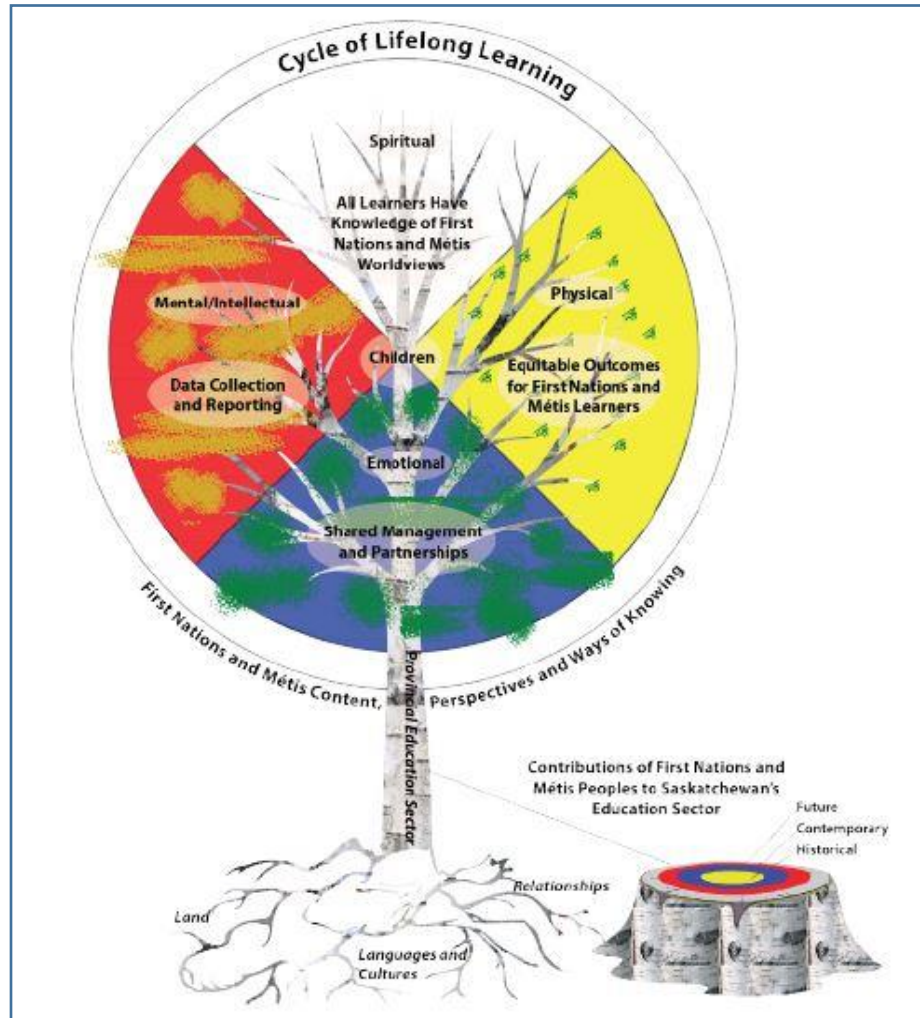 Cycle of Lifelong Learning
Spiritual
All Learners Have
Knowledge of First
Nations and Métis
Worldviews
Mental/Intellectual
Physical
Children
Data Collection
and Reporting
Equitable Outcomes
for First Nations and
Métis Learners
Emotional
Shared Management
and Partnerships
First Nations and Métis Content, Perspectives and Ways of Knowing
Provincial Education Sector
Contributions of First Nations and
Métis Peoples to Saskatchewan's
Education Sector
Future
Contemporary
Historical
Relationships
Land
Languages and
Cultures